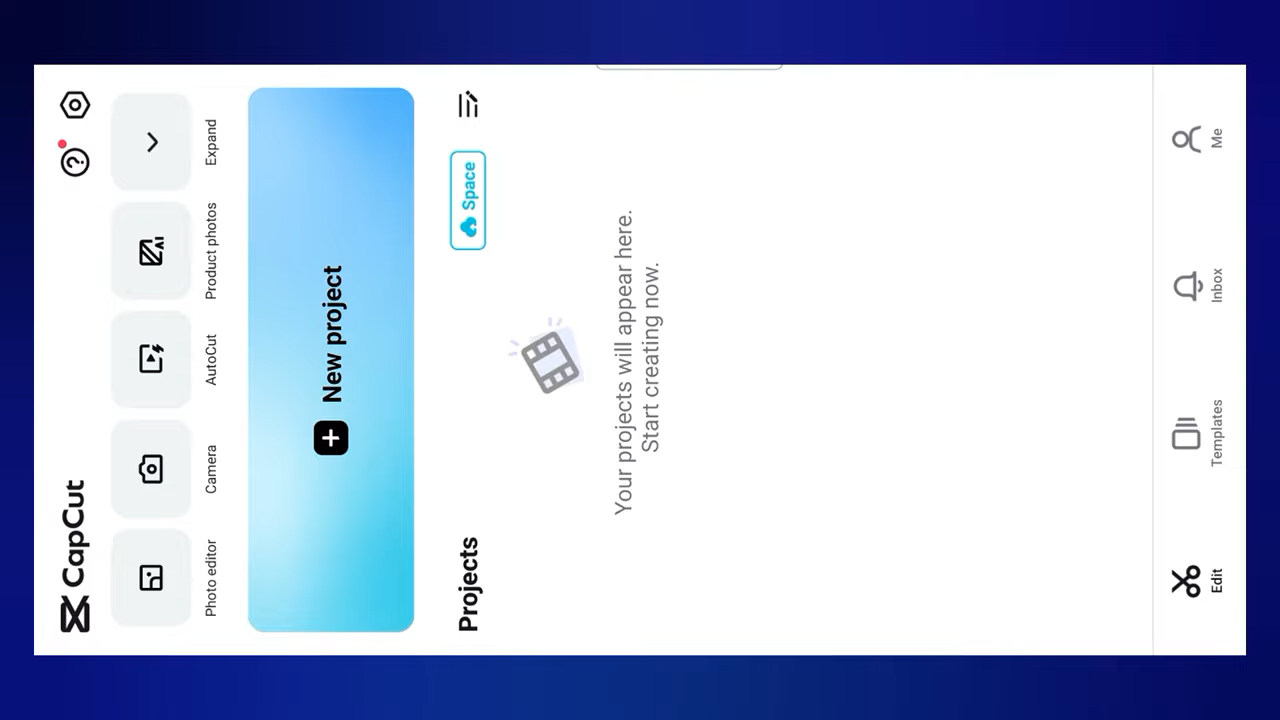 CapCut
Photo editor
Camera
AutoCut
Product photos
Expand
New project
Projects
Space
Your projects will appear here.
Start creating now.
Edit
Templates
Inbox
Me